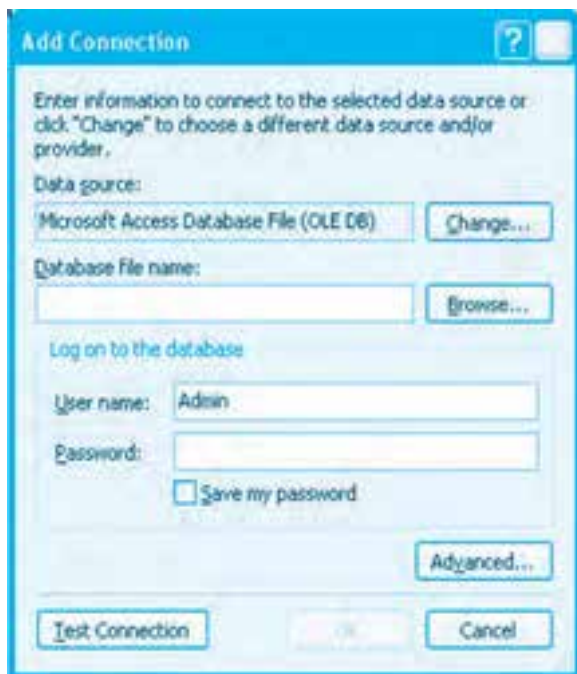 Add Connection
?
Enter information to connect to the selected data source or
click "Change" to choose a different data source and/or
provider.
Data source:
Microsoft Access Database File (OLE DB)
Change...
Database file name:
Browse...
Log on to the database
User name:
Admin
Password:
Save my password
Advanced...
Test Connection
Cancel